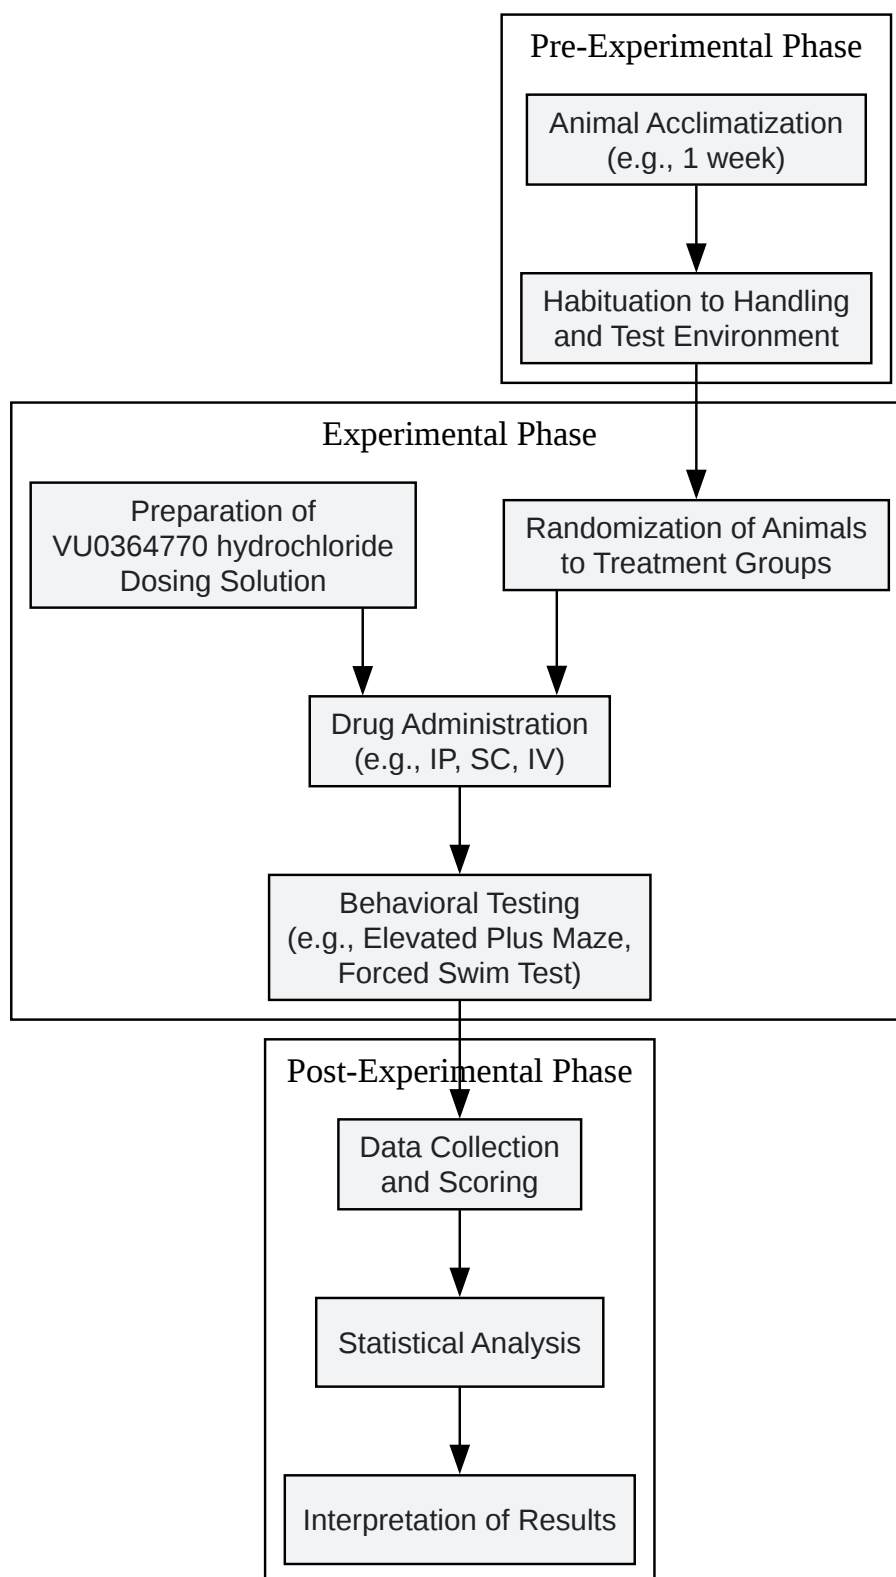 Pre-Experimental Phase
Animal Acclimatization
(e.g., 1 week)
Habituation to Handling
and Test Environment
Experimental Phase
Preparation of
VU0364770 hydrochloride
Dosing Solution
Randomization of Animals
to Treatment Groups
Drug Administration
(e.g., IP, SC, IV)
Behavioral Testing
(e.g., Elevated Plus Maze,
Forced Swim Test)
Post-Experimental Phase
Data Collection
and Scoring
Statistical Analysis
Interpretation of Results